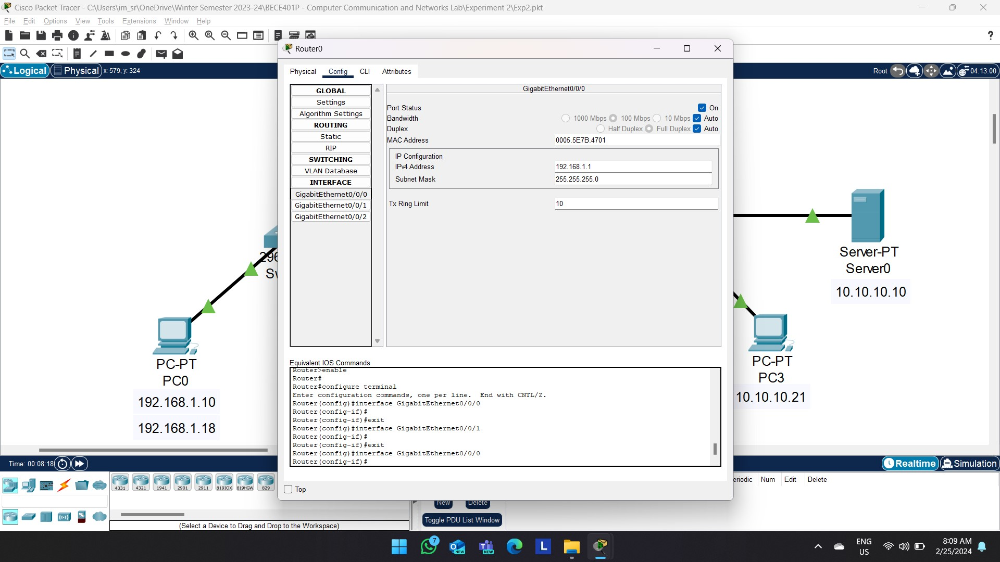 Cisco Packet Tracer - C:\Users\im_sr\OneDrive\Winter Semester 2023-24\BECE401P - Computer Communication and Networks Lab\Experiment 2\Exp2.pkt
File Edit Options View Tools Extensions Window Help
?
Logical Physical x: 579, y: 324
Root 04:13:00
Router0
Physical Config CLI Attributes
GLOBAL
Settings
Algorithm Settings
ROUTING
Static
RIP
SWITCHING
VLAN Database
INTERFACE
GigabitEthernet0/0/0
GigabitEthernet0/0/1
GigabitEthernet0/0/2
GigabitEthernet0/0/0
Port Status On
Bandwidth 1000 Mbps 100 Mbps 10 Mbps Auto
Duplex Half Duplex Full Duplex Auto
MAC Address 0005.5E7B.4701
IP Configuration
IPv4 Address 192.168.1.1
Subnet Mask 255.255.255.0
Tx Ring Limit 10
Equivalent IOS Commands
Router>enable
Router#
Router#configure terminal
Enter configuration commands, one per line. End with CNTL/Z.
Router(config)#interface GigabitEthernet0/0/0
Router(config-if)#
Router(config-if)#exit
Router(config)#interface GigabitEthernet0/0/1
Router(config-if)#
Router(config-if)#exit
Router(config)#interface GigabitEthernet0/0/0
Router(config-if)#
Top
296
PC-PT
PC0
192.168.1.10
192.168.1.18
Server-PT
Server0
10.10.10.10
PC-PT
PC3
10.10.10.21
Time: 00:08:18
Realtime Simulation
4331 4321 1941 2901 2911 819IOX 819HGW 829
(Select a Device to Drag and Drop to the Workspace)
New Delete
Toggle PDU List Window
eriodic Num Edit Delete
7
NEW
NEW
L
ENG
US
8:09 AM
2/25/2024